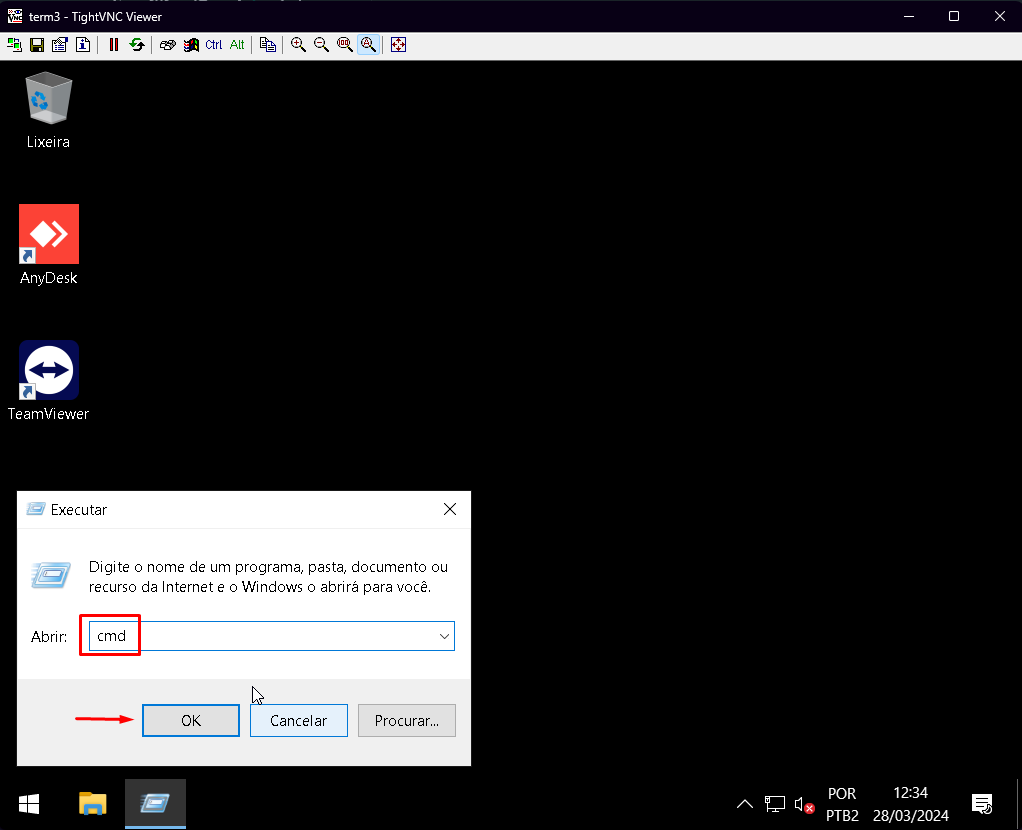 term3 - TightVNC Viewer
Ctrl Alt
Lixeira
AnyDesk
TeamViewer
Executar
Digite o nome de um programa, pasta, documento ou
recurso da Internet e o Windows o abrirá para você.
Abrir: cmd
OK Cancelar Procurar...
POR 12:34
PTB2 28/03/2024